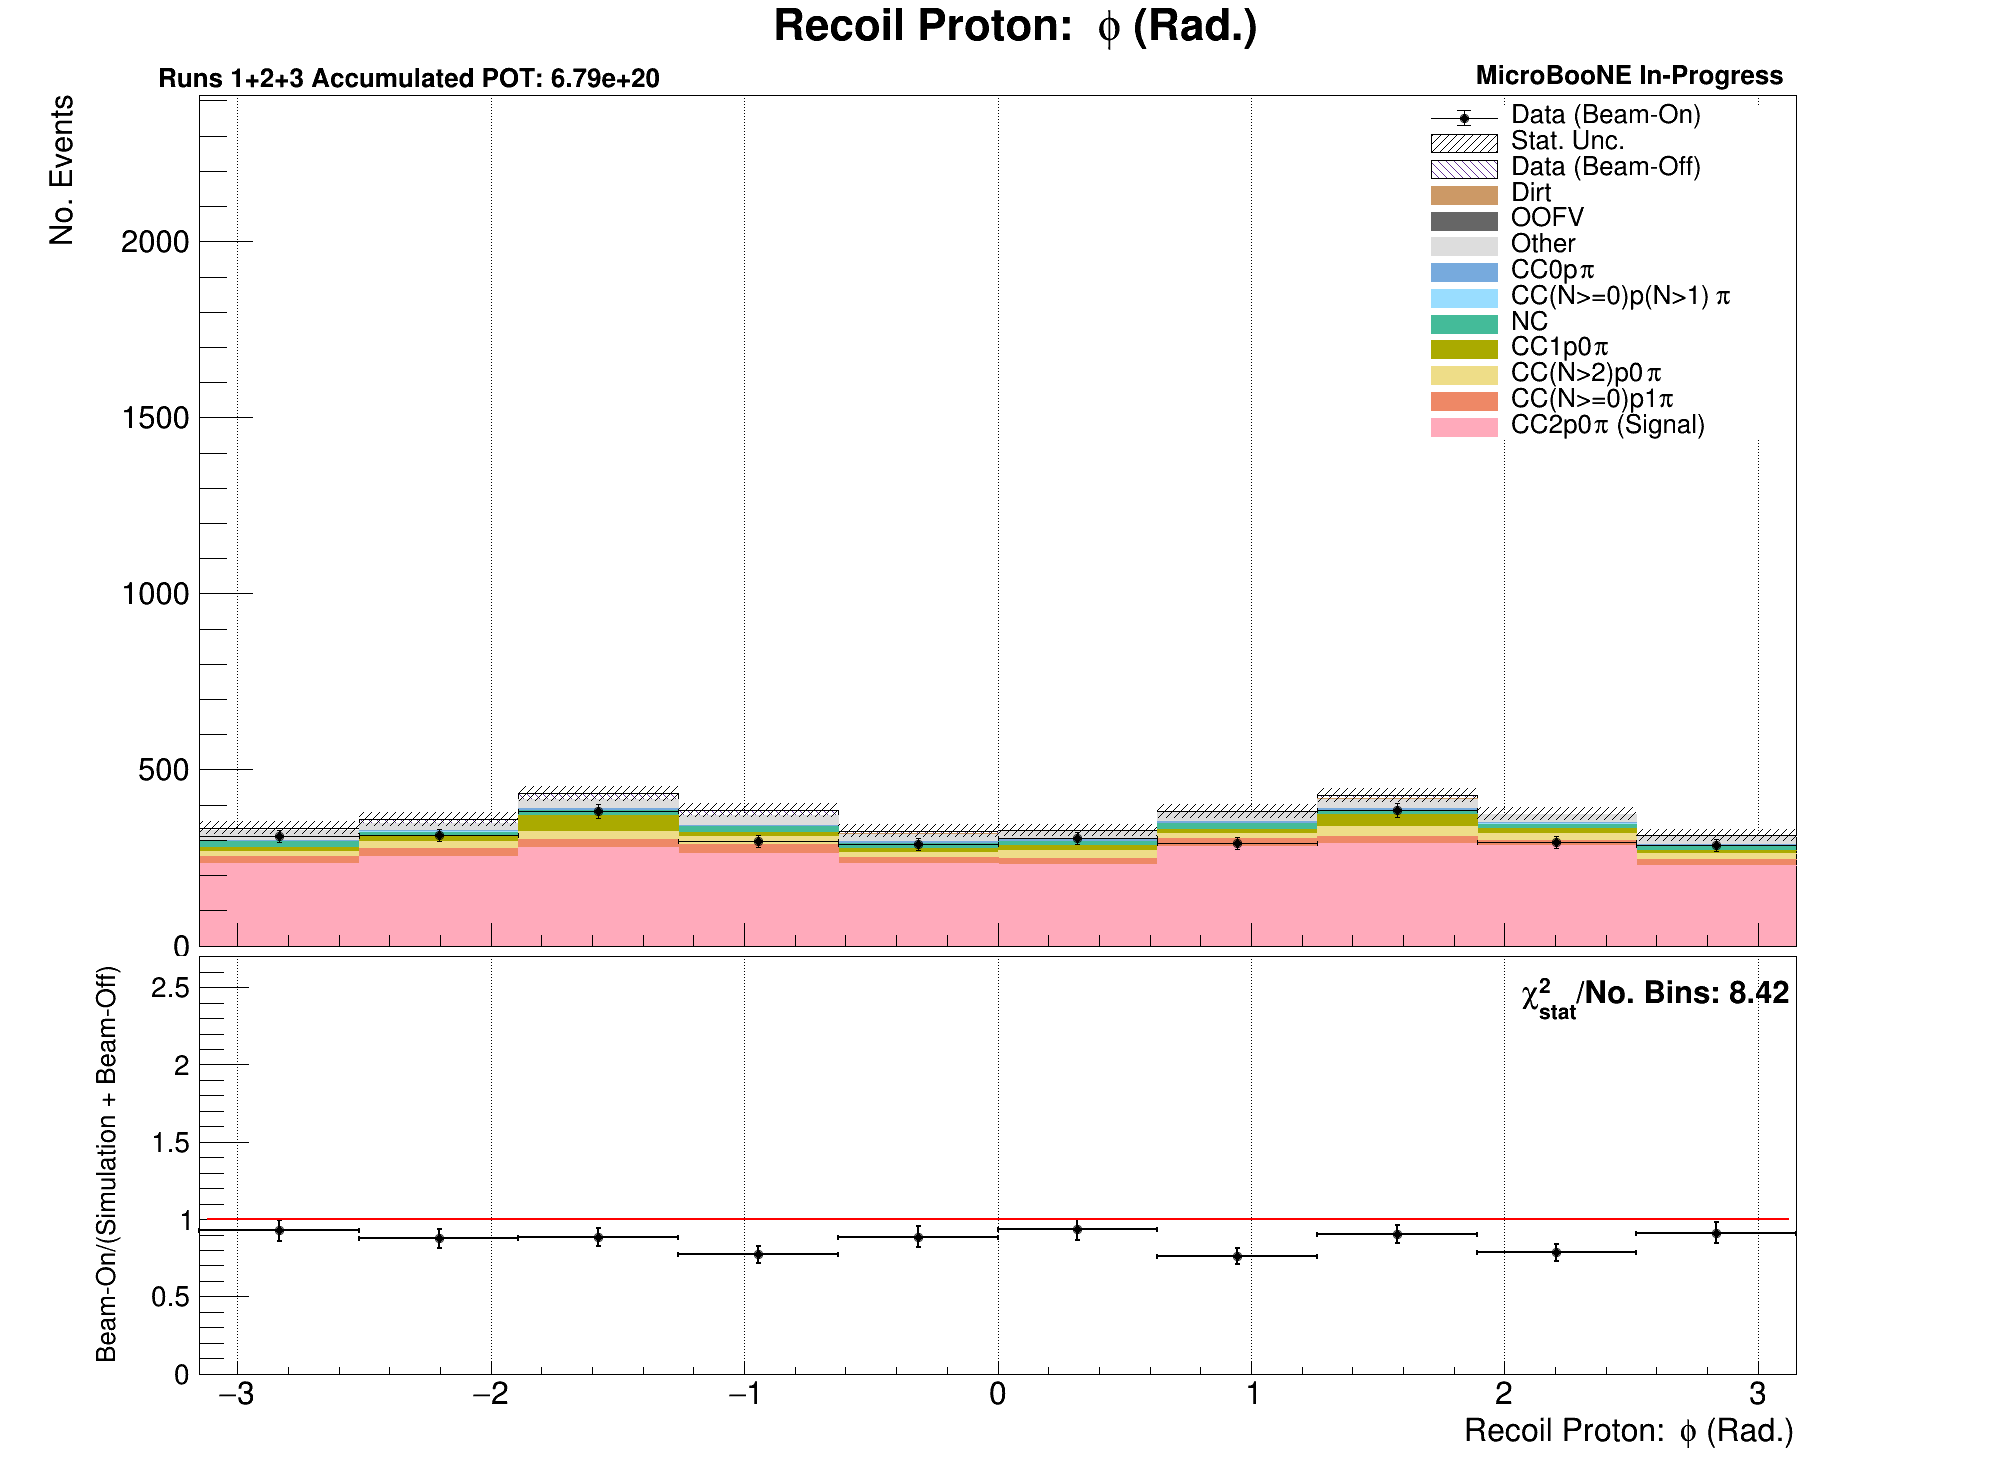 Recoil Proton: ϕ (Rad.)
Runs 1+2+3 Accumulated POT: 6.79e+20
MicroBooNE In-Progress
No. Events
2000
1500
1000
500
0
Data (Beam-On)
Stat. Unc.
Data (Beam-Off)
Dirt
OOFV
Other
CC0pπ
CC(N>=0)p(N>1) π
NC
CC1p0π
CC(N>2)p0π
CC(N>=0)p1π
CC2p0π (Signal)
Beam-On/(Simulation + Beam-Off)
2.5
2
1.5
1
0.5
0
χ²stat/No. Bins: 8.42
−3 −2 −1 0 1 2 3
Recoil Proton: ϕ (Rad.)